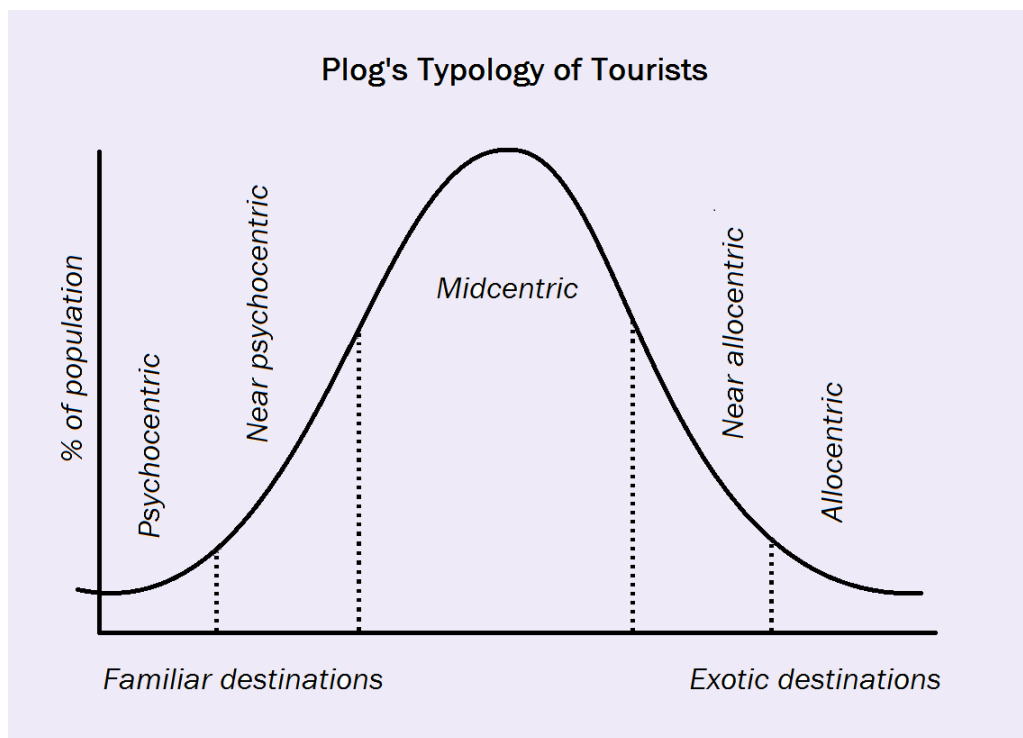 Plog's Typology of Tourists
% of population
Psychocentric
Near psychocentric
Midcentric
Near allocentric
Allocentric
Familiar destinations
Exotic destinations